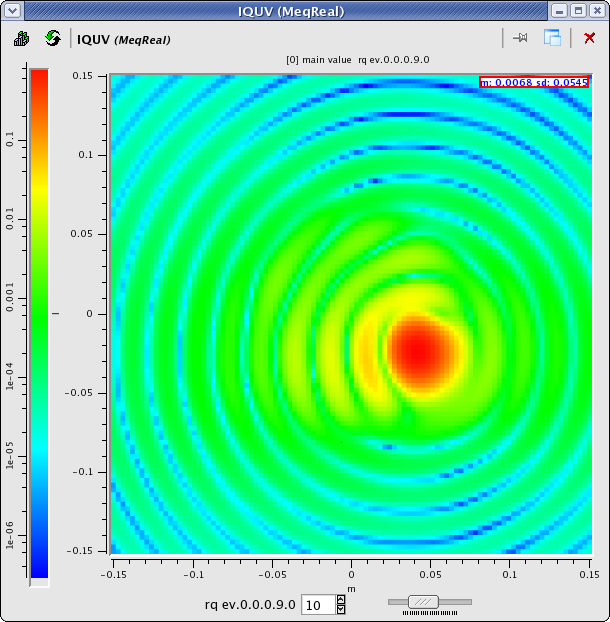 IQUV (MeqReal)
IQUV (MeqReal)
[0] main value rq ev.0.0.0.9.0
m: 0.0068 sd: 0.0545
0.15
0.1
0.05
0
−0.05
−0.1
−0.15
0.1
0.01
0.001
1e-04
1e-05
1e-06
-0.15
-0.1
-0.05
0
0.05
0.1
0.15
m
rq ev.0.0.0.9.0
10